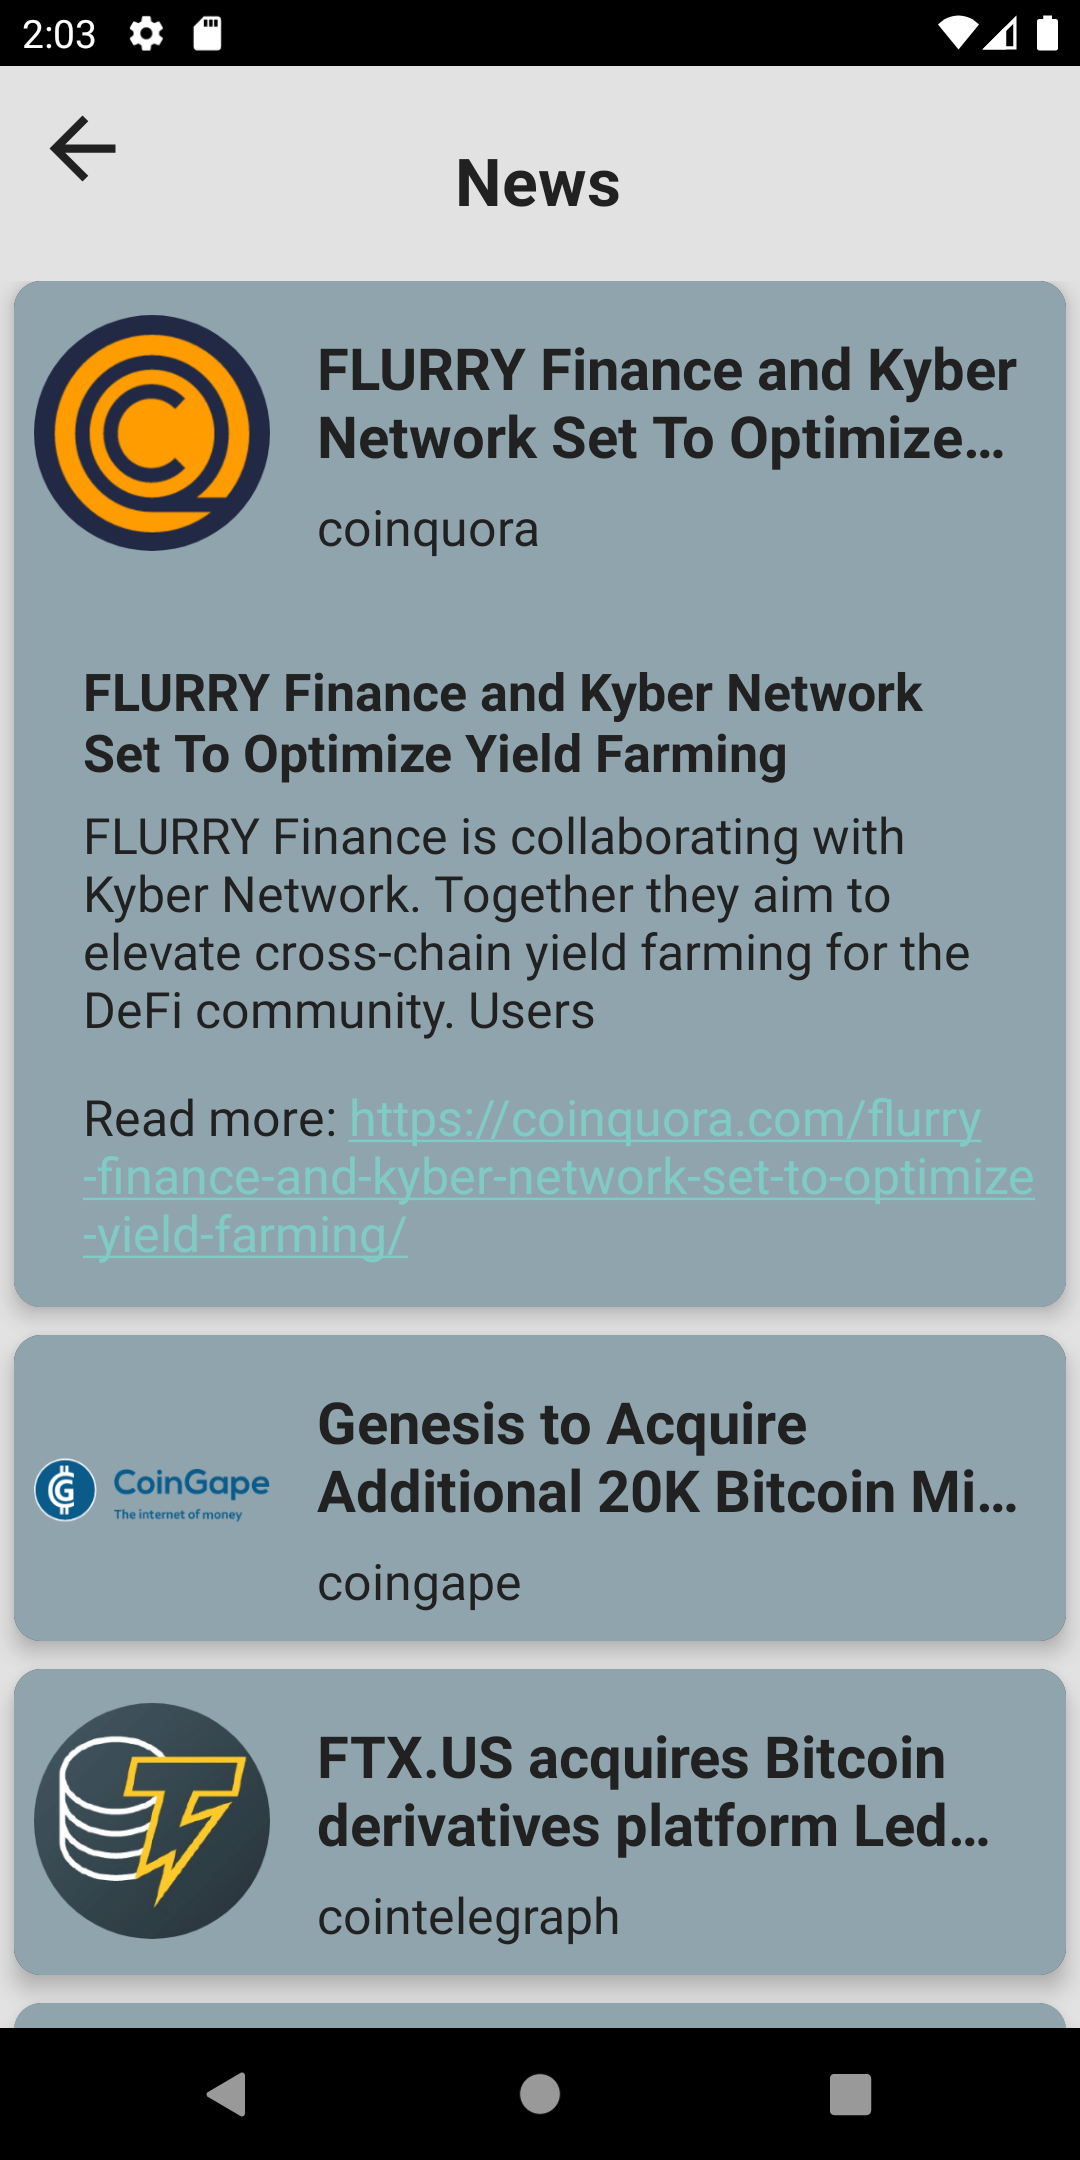 2:03
News
FLURRY Finance and Kyber
Network Set To Optimize...
coinquora
FLURRY Finance and Kyber Network
Set To Optimize Yield Farming
FLURRY Finance is collaborating with
Kyber Network. Together they aim to
elevate cross-chain yield farming for the
DeFi community. Users
Read more: https://coinquora.com/flurry
-finance-and-kyber-network-set-to-optimize
-yield-farming/
CoinGape
The internet of money
Genesis to Acquire
Additional 20K Bitcoin Mi...
coingape
FTX.US acquires Bitcoin
derivatives platform Led...
cointelegraph